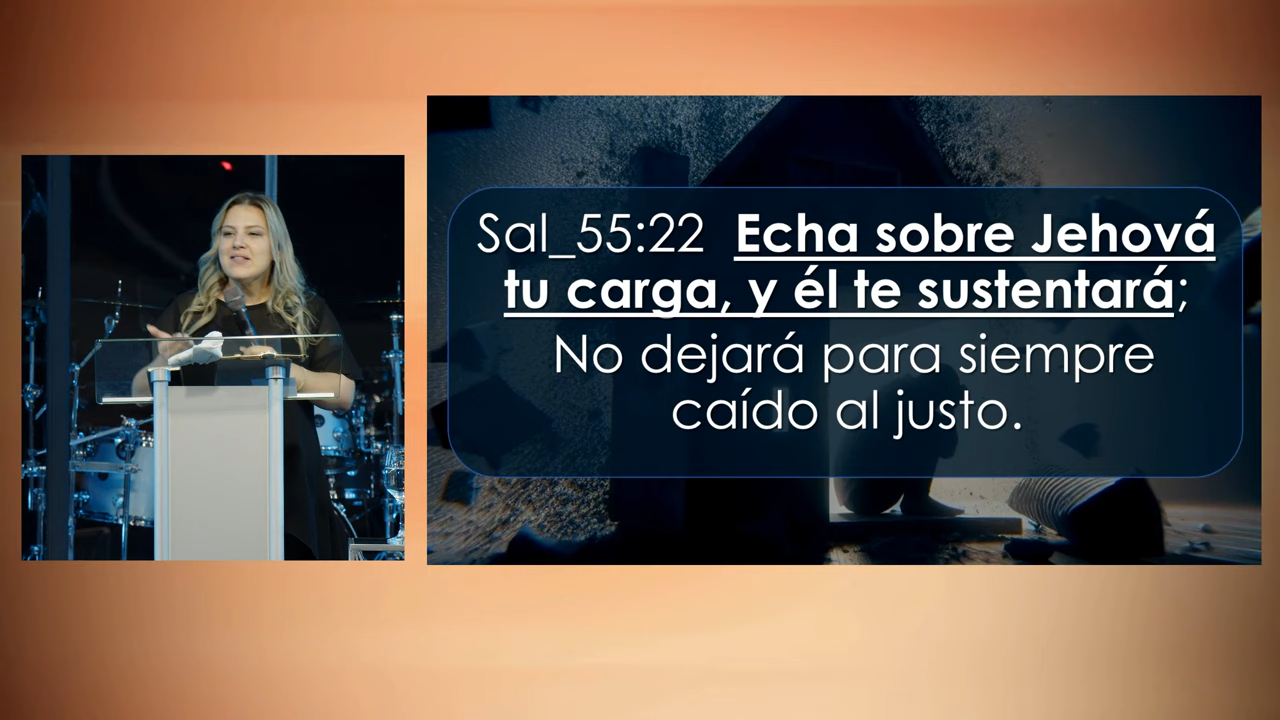 Sal_55:22 Echa sobre Jehová
tu carga, y él te sustentará;
No dejará para siempre
caído al justo.